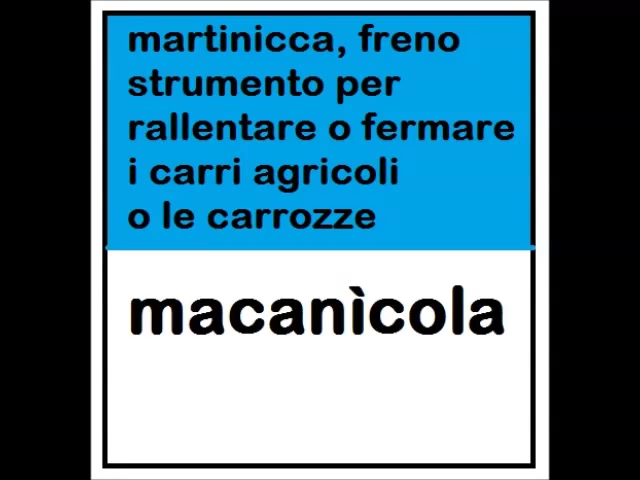 martinicca, freno
strumento per
rallentare o fermare
i carri agricoli
o le carrozze
macanìcola